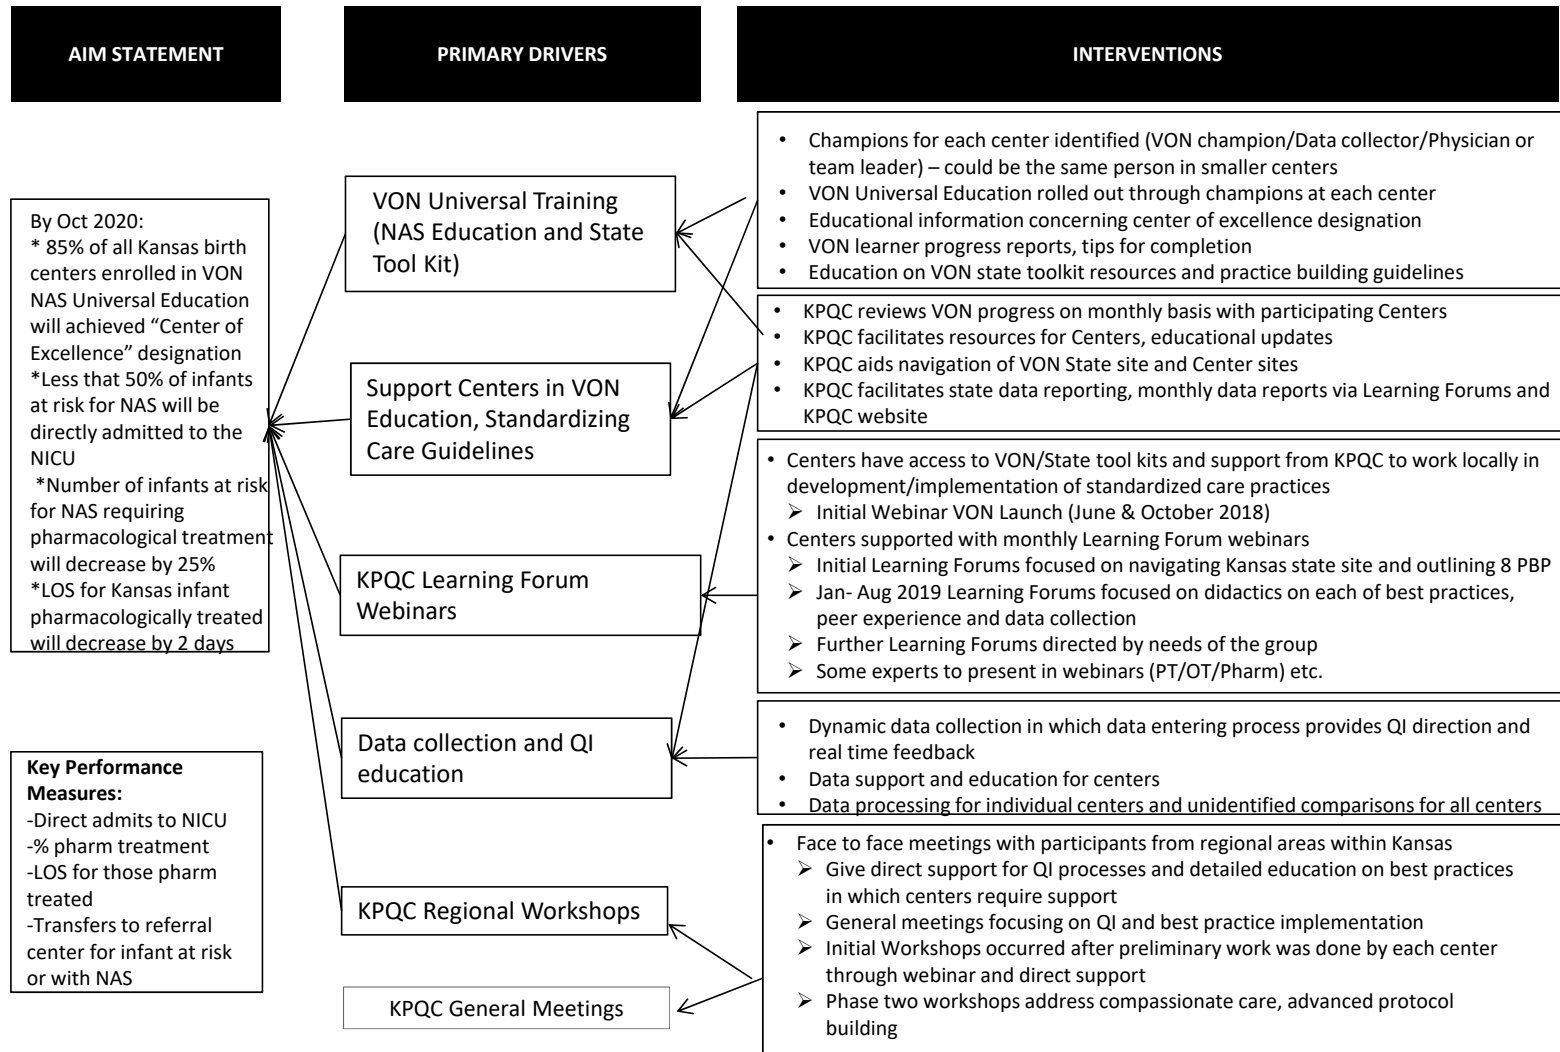 AIM STATEMENT
PRIMARY DRIVERS
INTERVENTIONS
By Oct 2020:
* 85% of all Kansas birth
centers enrolled in VON
NAS Universal Education
will achieved “Center of
Excellence” designation
*Less that 50% of infants
at risk for NAS will be
directly admitted to the
NICU
*Number of infants at risk
for NAS requiring
pharmacological treatment
will decrease by 25%
*LOS for Kansas infant
pharmacologically treated
will decrease by 2 days
Key Performance
Measures:
-Direct admits to NICU
-% pharm treatment
-LOS for those pharm
treated
-Transfers to referral
center for infant at risk
or with NAS
VON Universal Training
(NAS Education and State
Tool Kit)
Support Centers in VON
Education, Standardizing
Care Guidelines
KPQC Learning Forum
Webinars
Data collection and QI
education
KPQC Regional Workshops
KPQC General Meetings
• Champions for each center identified (VON champion/Data collector/Physician or
team leader) – could be the same person in smaller centers
• VON Universal Education rolled out through champions at each center
• Educational information concerning center of excellence designation
• VON learner progress reports, tips for completion
• Education on VON state toolkit resources and practice building guidelines
• KPQC reviews VON progress on monthly basis with participating Centers
• KPQC facilitates resources for Centers, educational updates
• KPQC aids navigation of VON State site and Center sites
• KPQC facilitates state data reporting, monthly data reports via Learning Forums and
KPQC website
• Centers have access to VON/State tool kits and support from KPQC to work locally in
development/implementation of standardized care practices
➢ Initial Webinar VON Launch (June & October 2018)
• Centers supported with monthly Learning Forum webinars
➢ Initial Learning Forums focused on navigating Kansas state site and outlining 8 PBP
➢ Jan- Aug 2019 Learning Forums focused on didactics on each of best practices,
peer experience and data collection
➢ Further Learning Forums directed by needs of the group
➢ Some experts to present in webinars (PT/OT/Pharm) etc.
• Dynamic data collection in which data entering process provides QI direction and
real time feedback
• Data support and education for centers
• Data processing for individual centers and unidentified comparisons for all centers
• Face to face meetings with participants from regional areas within Kansas
➢ Give direct support for QI processes and detailed education on best practices
in which centers require support
➢ General meetings focusing on QI and best practice implementation
➢ Initial Workshops occurred after preliminary work was done by each center
through webinar and direct support
➢ Phase two workshops address compassionate care, advanced protocol
building